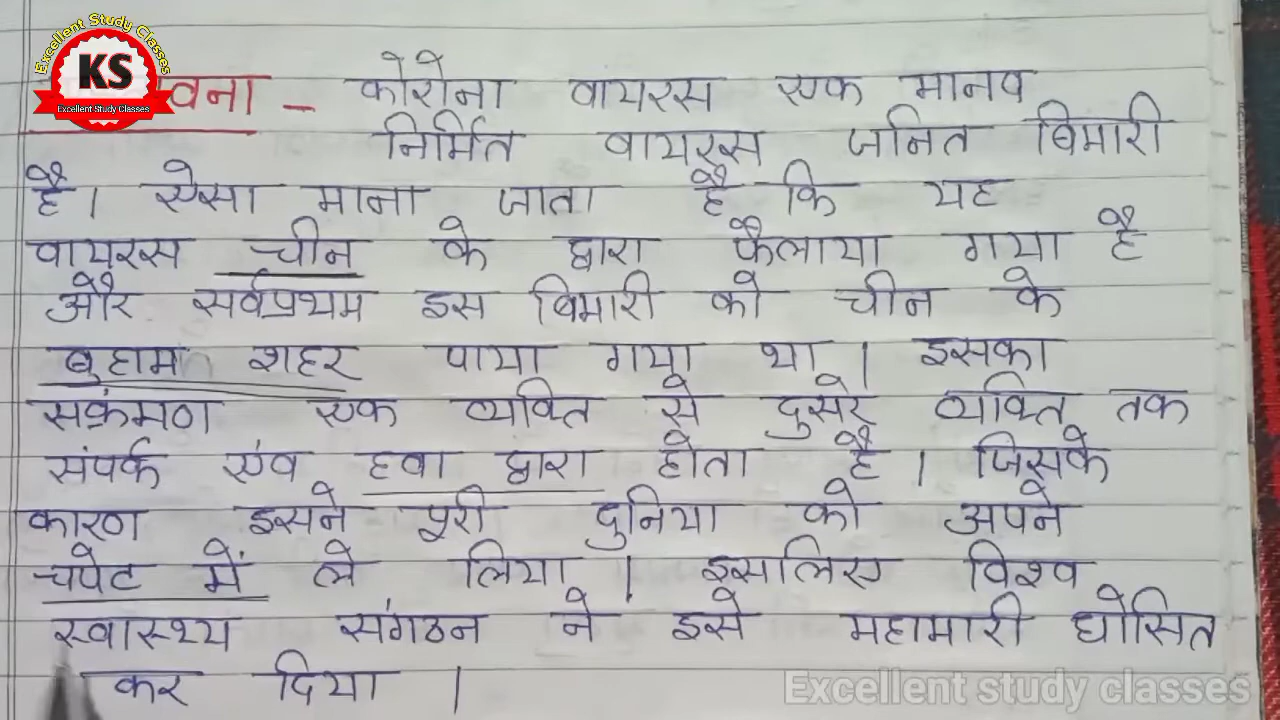 Excellent Study Classes
KS
Excellent Study Classes
वना - कोरोना वायरस एक मानव
निर्मित वायरस जनित बिमारी
है। ऐसा माना जाता है कि यह
वायरस चीन के द्वारा फैलाया गया है
और सर्वप्रथम इस बिमारी को चीन के
शहर पाया गया था। इसका
सक्रंमण एक व्यक्ति से दुसरे व्यक्ति तक
संपर्क एंव हवा द्वारा होता है। जिसके
कारण इसने पूरी दुनिया को अपने
चपेट में ले लिया। इसलिए विश्व
स्वास्थ्य संगठन ने इसे महामारी घोसित
कर दिया।
Excellent study classes